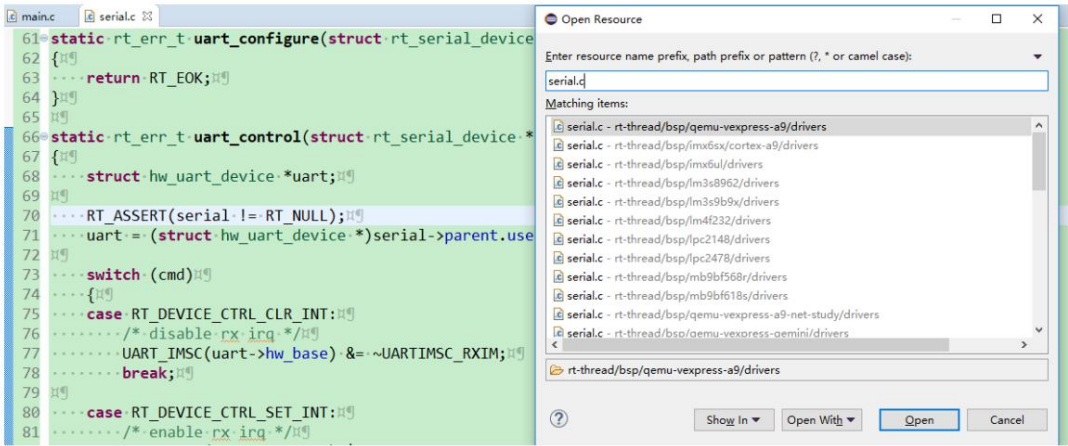 main.c
serial.c
61 static rt_err_t uart_configure(struct rt_serial_device
62 {
63 return RT_EOK;
64 }
65
66 static rt_err_t uart_control(struct rt_serial_device *
67 {
68 struct hw_uart_device *uart;
69
70 RT_ASSERT(serial != RT_NULL);
71 uart = (struct hw_uart_device *)serial->parent.use
72
73 switch (cmd)
74 {
75 case RT_DEVICE_CTRL_CLR_INT:
76 /* disable rx irq */
77 UART_IMSC(uart->hw_base) &= ~UARTIMSC_RXIM;
78 break;
79
80 case RT_DEVICE_CTRL_SET_INT:
81 /* enable rx irq */
Open Resource
Enter resource name prefix, path prefix or pattern (?, * or camel case):
serial.c
Matching items:
serial.c - rt-thread/bsp/qemu-vexpress-a9/drivers
serial.c - rt-thread/bsp/imx6sx/cortex-a9/drivers
serial.c - rt-thread/bsp/imx6ul/drivers
serial.c - rt-thread/bsp/lm3s8962/drivers
serial.c - rt-thread/bsp/lm3s9b9x/drivers
serial.c - rt-thread/bsp/lm4f232/drivers
serial.c - rt-thread/bsp/lpc2148/drivers
serial.c - rt-thread/bsp/lpc2478/drivers
serial.c - rt-thread/bsp/mb9bf568r/drivers
serial.c - rt-thread/bsp/mb9bf618s/drivers
serial.c - rt-thread/bsp/qemu-vexpress-a9-net-study/drivers
serial.c - rt-thread/bsp/qemu-vexpress-gemini/drivers
rt-thread/bsp/qemu-vexpress-a9/drivers
Show In
Open With
Open
Cancel